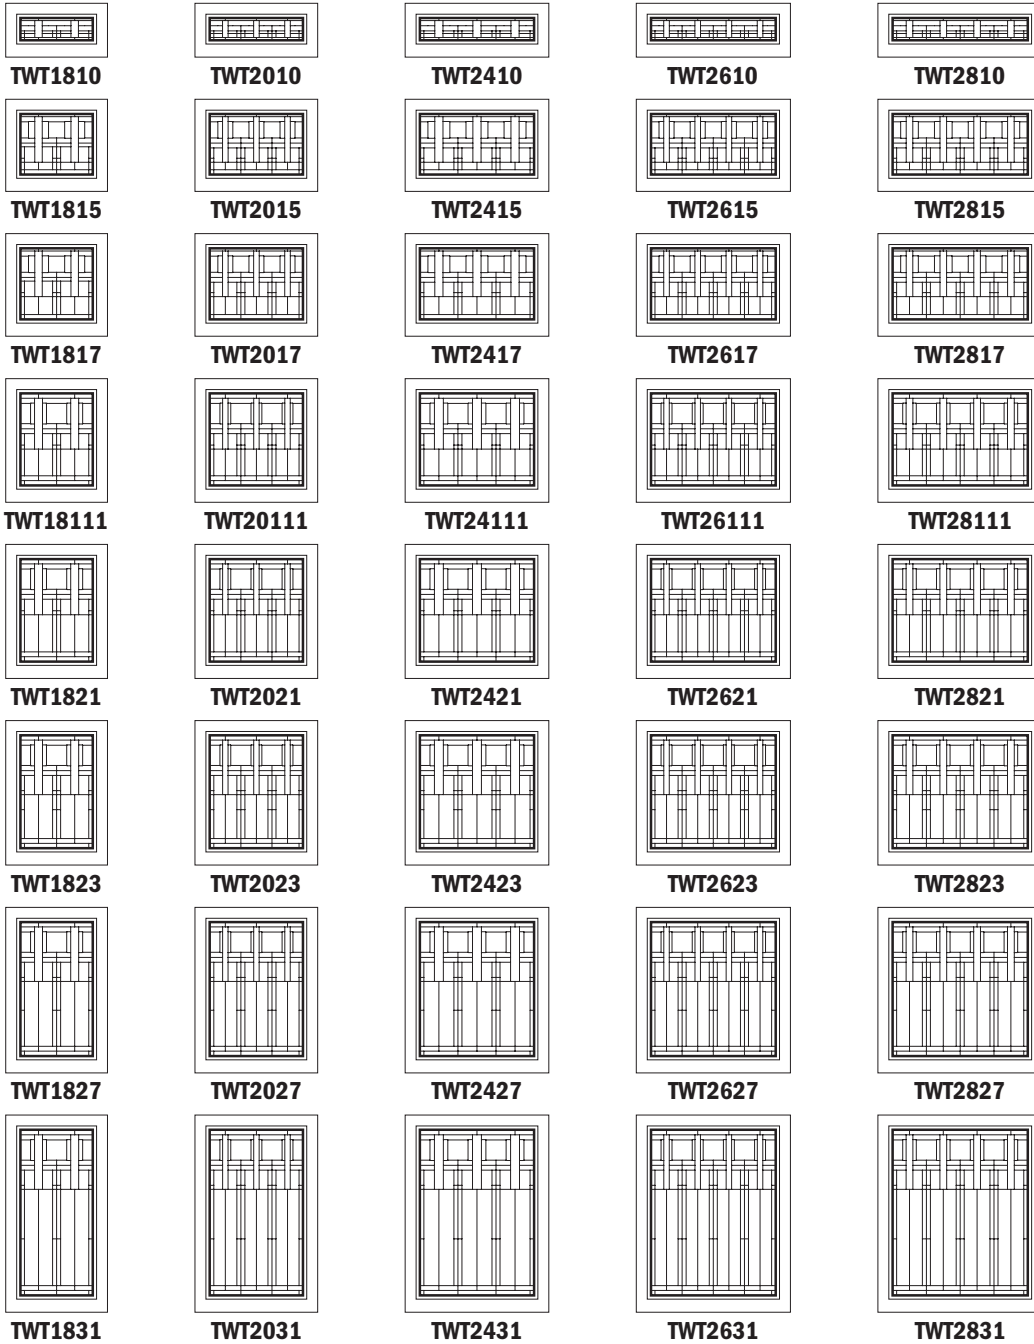 TWT1810 TWT2010 TWT2410 TWT2610 TWT2810
TWT1815 TWT2015 TWT2415 TWT2615 TWT2815
TWT1817 TWT2017 TWT2417 TWT2617 TWT2817
TWT18111 TWT20111 TWT24111 TWT26111 TWT28111
TWT1821 TWT2021 TWT2421 TWT2621 TWT2821
TWT1823 TWT2023 TWT2423 TWT2623 TWT2823
TWT1827 TWT2027 TWT2427 TWT2627 TWT2827
TWT1831 TWT2031 TWT2431 TWT2631 TWT2831